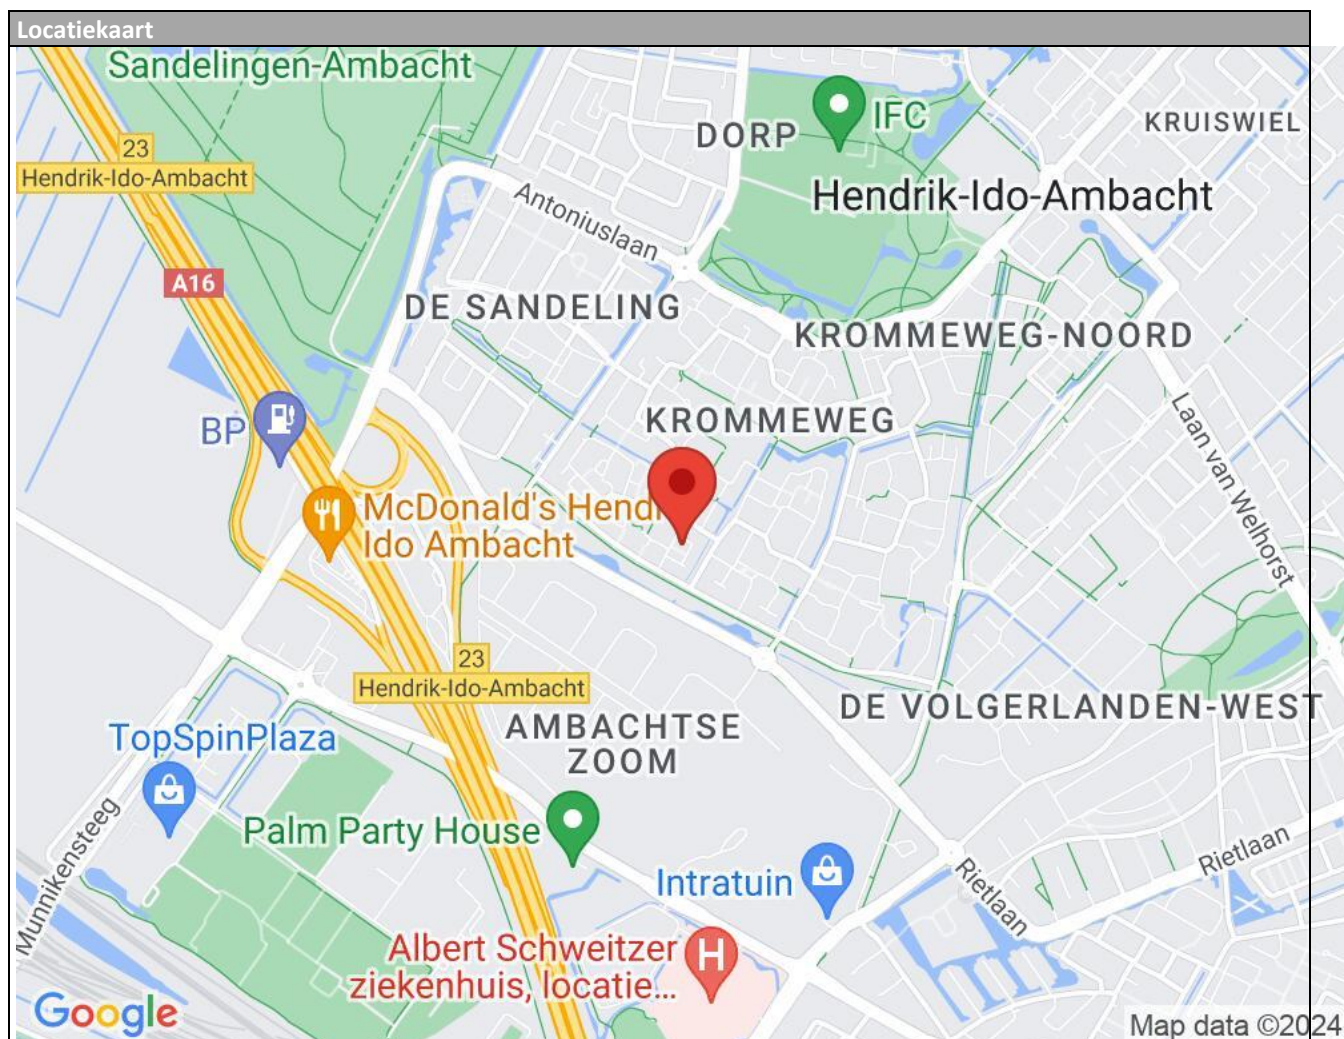 Locatiekaart
Sandelingen-Ambacht
IFC
KRUISWIEL
DORP
23
Hendrik-Ido-Ambacht
Hendrik-Ido-Ambacht
Antoniuslaan
A16
DE SANDELING
KROMMEWEG-NOORD
KROMMEWEG
BP
Laan van Welhorst
McDonald's Hend
Ido Ambacht
23
Hendrik-Ido-Ambacht
DE VOLGERLANDEN-WEST
AMBACHTSE
ZOOM
TopSpinPlaza
Munnikensteeg
Palm Party House
Intratuin
Rietlaan
Rietlaan
Albert Schweitzer
ziekenhuis, locatie...
H
Google
Map data ©2024